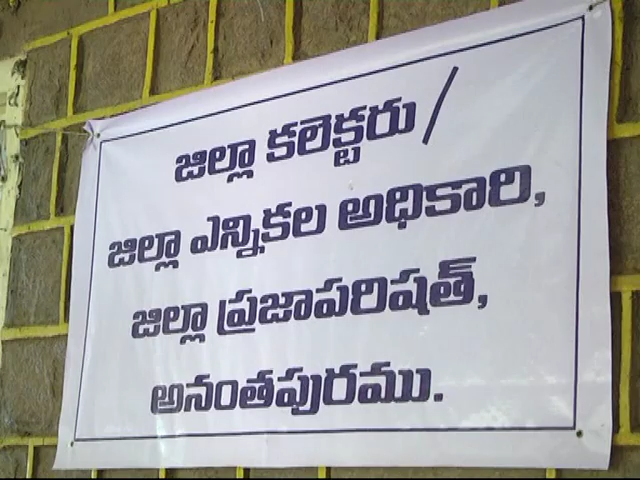 జిల్లా కలెక్టరు /
జిల్లా ఎన్నికల అధికారి,
జిల్లా ప్రజాపరిషత్,
అనంతపురము.